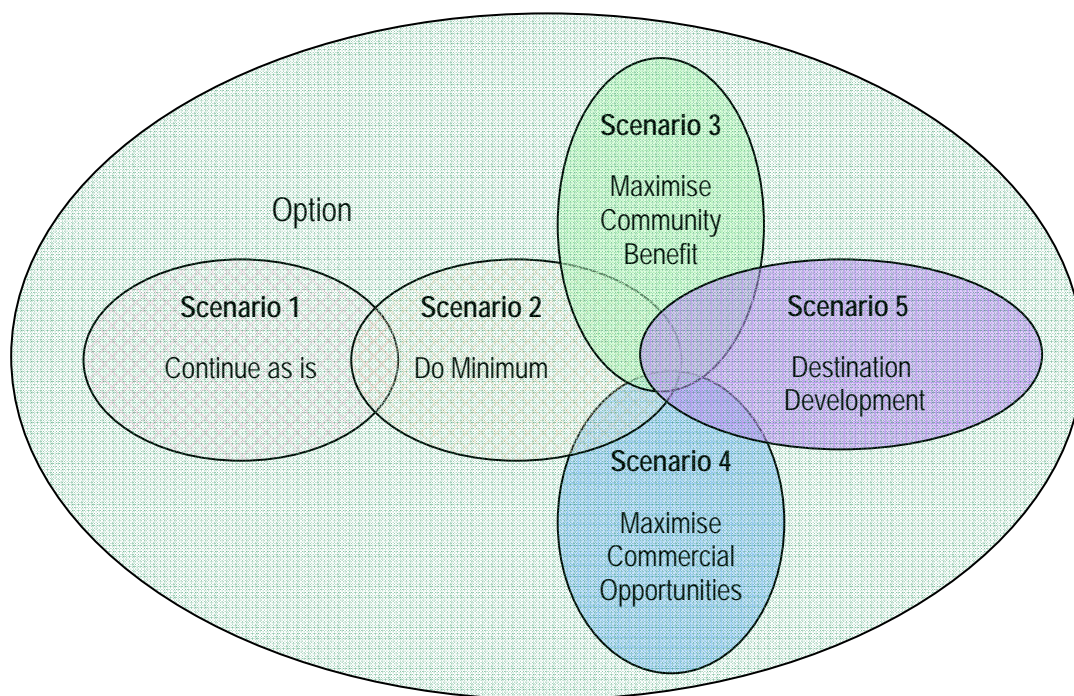 Option
Scenario 1
Continue as is
Scenario 2
Do Minimum
Scenario 3
Maximise
Community
Benefit
Scenario 5
Destination
Development
Scenario 4
Maximise
Commercial
Opportunities